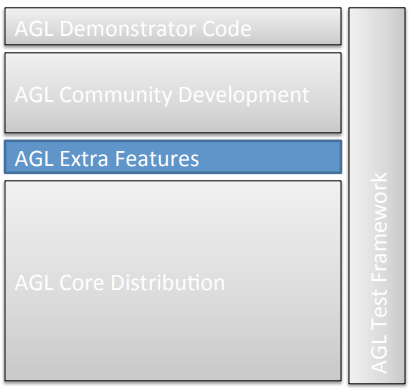 AGL Demonstrator Code
AGL Community Development
AGL Extra Features
AGL Core Distribution
AGL Test Framework